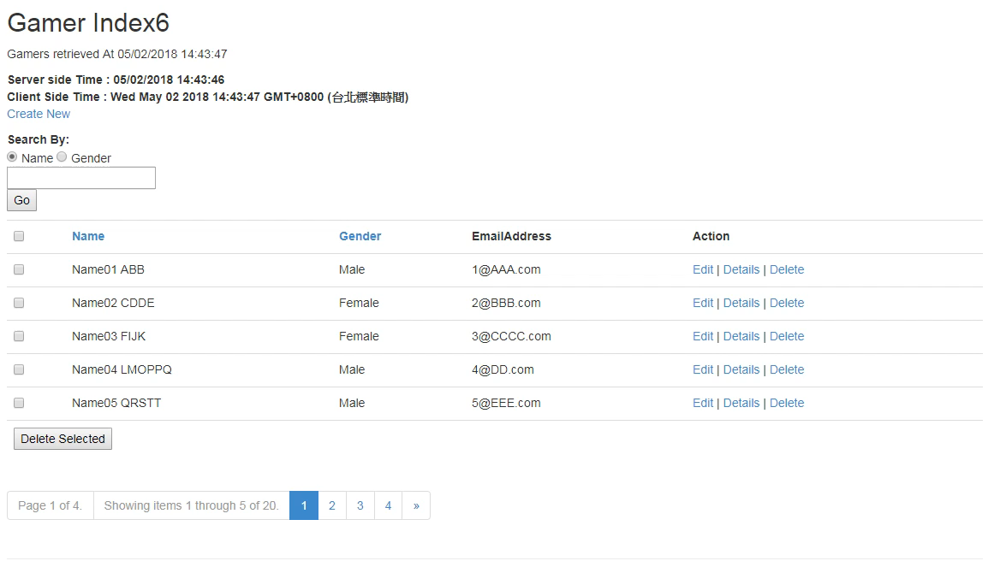 Gamer Index6
Gamers retrieved At 05/02/2018 14:43:47
Server side Time : 05/02/2018 14:43:46
Client Side Time : Wed May 02 2018 14:43:47 GMT+0800 (台北標準時間)
Create New
Search By:
Name Gender
Go
Name Gender EmailAddress Action
Name01 ABB Male 1@AAA.com Edit | Details | Delete
Name02 CDDE Female 2@BBB.com Edit | Details | Delete
Name03 FIJK Female 3@CCCC.com Edit | Details | Delete
Name04 LMOPPQ Male 4@DD.com Edit | Details | Delete
Name05 QRSTT Male 5@EEE.com Edit | Details | Delete
Delete Selected
Page 1 of 4. Showing items 1 through 5 of 20. 1 2 3 4 »